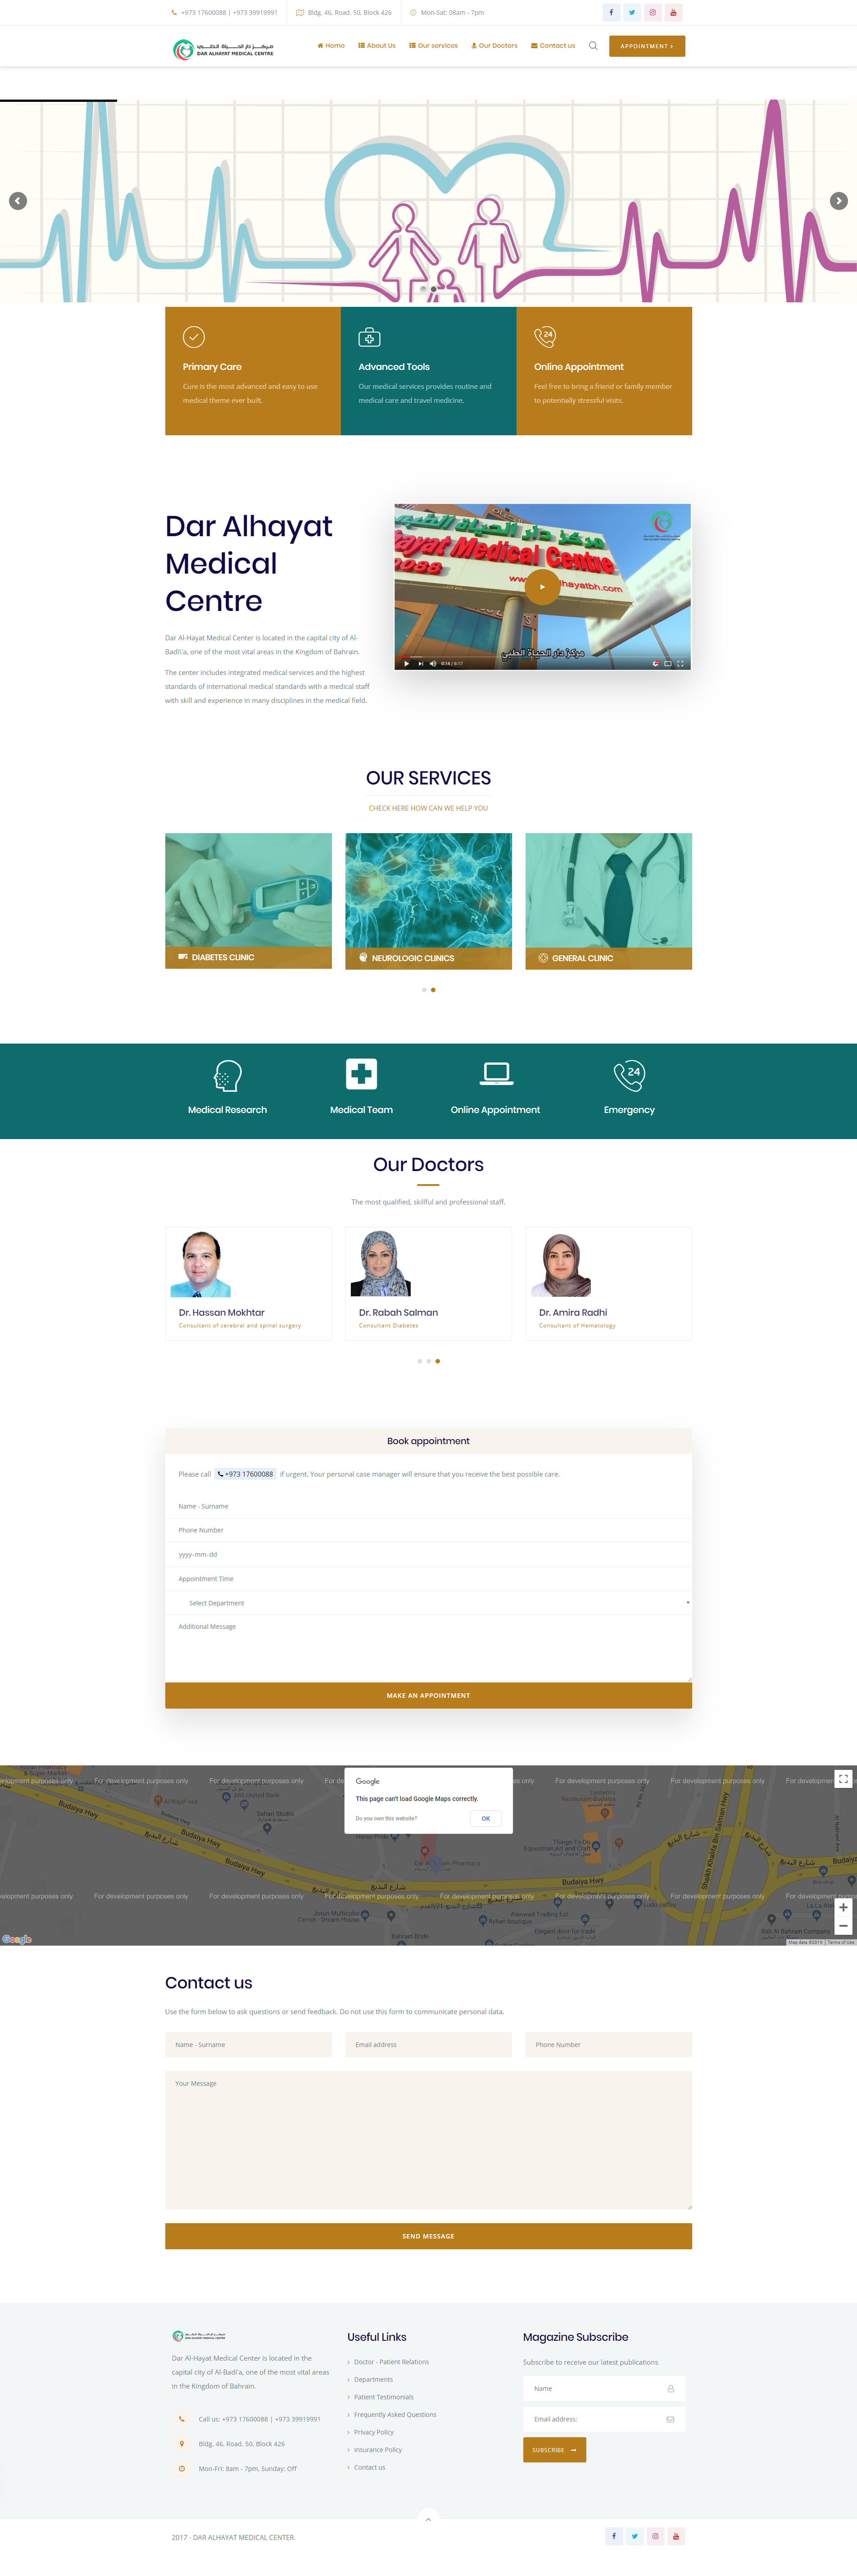 +973 17600088 | +973 39919991
Bldg. 46, Road. 50, Block 426
Mon-Sat: 08am - 7pm
مركز دار الحياة الطبي
DAR ALHAYAT MEDICAL CENTRE
Home
About Us
Our services
Our Doctors
Contact us
APPOINTMENT
Primary Care
Cure is the most advanced and easy to use
medical theme ever built.
Advanced Tools
Our medical services provides routine and
medical care and travel medicine.
24
Online Appointment
Feel free to bring a friend or family member
to potentially stressful visits.
Dar Alhayat
Medical
Centre
Dar Al-Hayat Medical Center is located in the capital city of Al-
Badi'a, one of the most vital areas in the Kingdom of Bahrain.
The center includes integrated medical services and the highest
standards of international medical standards with a medical staff
with skill and experience in many disciplines in the medical field.
مركز دار الحياة الطبي
ayat Medical Centre
مركز دار الحياة الطبي
0:14 / 6:17
OUR SERVICES
CHECK HERE HOW CAN WE HELP YOU
DIABETES CLINIC
NEUROLOGIC CLINICS
GENERAL CLINIC
Medical Research
Medical Team
Online Appointment
24
Emergency
Our Doctors
The most qualified, skillful and professional staff.
Dr. Hassan Mokhtar
Consultant of cerebral and spinal surgery
Dr. Rabah Salman
Consultant Diabetes
Dr. Amira Radhi
Consultant of Hematology
Book appointment
Please call +973 17600088 if urgent. Your personal case manager will ensure that you receive the best possible care.
Name - Surname
Phone Number
yyyy-mm-dd
Appointment Time
Select Department
Additional Message
MAKE AN APPOINTMENT
For development purposes only
Google
This page can't load Google Maps correctly.
Do you own this website?
OK
Budaiya Hwy
شارع البديع
Sahari Studio
Shaikh Khalifa Bin Salman Hwy
Google
Map data ©2019
Terms of Use
Contact us
Use the form below to ask questions or send feedback. Do not use this form to communicate personal data.
Name - Surname
Email address
Phone Number
Your Message
SEND MESSAGE
DAR ALHAYAT MEDICAL CENTRE
Dar Al-Hayat Medical Center is located in the
capital city of Al-Badi'a, one of the most vital areas
in the Kingdom of Bahrain.
Call us: +973 17600088 | +973 39919991
Bldg. 46, Road. 50, Block 426
Mon-Fri: 8am - 7pm, Sunday: Off
Useful Links
Doctor - Patient Relations
Departments
Patient Testimonials
Frequently Asked Questions
Privacy Policy
Insurance Policy
Contact us
Magazine Subscribe
Subscribe to receive our latest publications
Name
Email address:
SUBSCRIBE
2017 - DAR ALHAYAT MEDICAL CENTER.